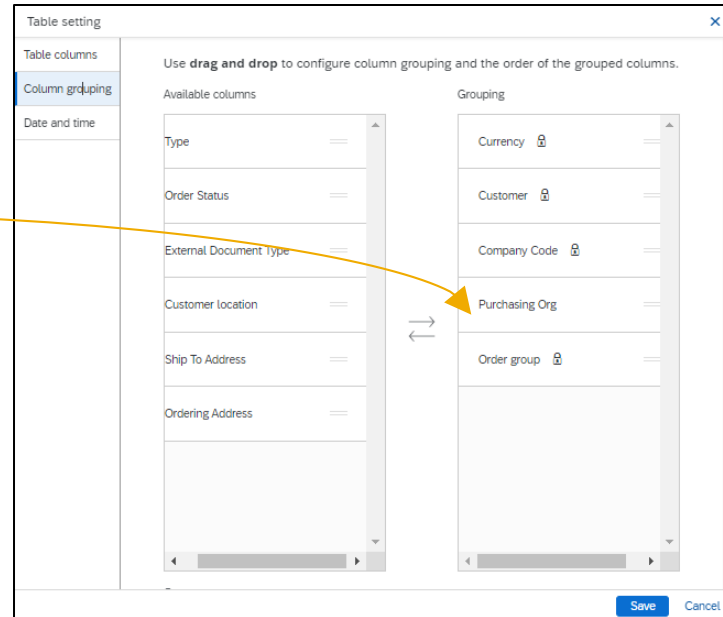 Table setting
Table columns
Column grouping
Date and time
Use drag and drop to configure column grouping and the order of the grouped columns.
Available columns
Type
Order Status
External Document Type
Customer location
Ship To Address
Ordering Address
Grouping
Currency
Customer
Company Code
Purchasing Org
Order group
Save
Cancel